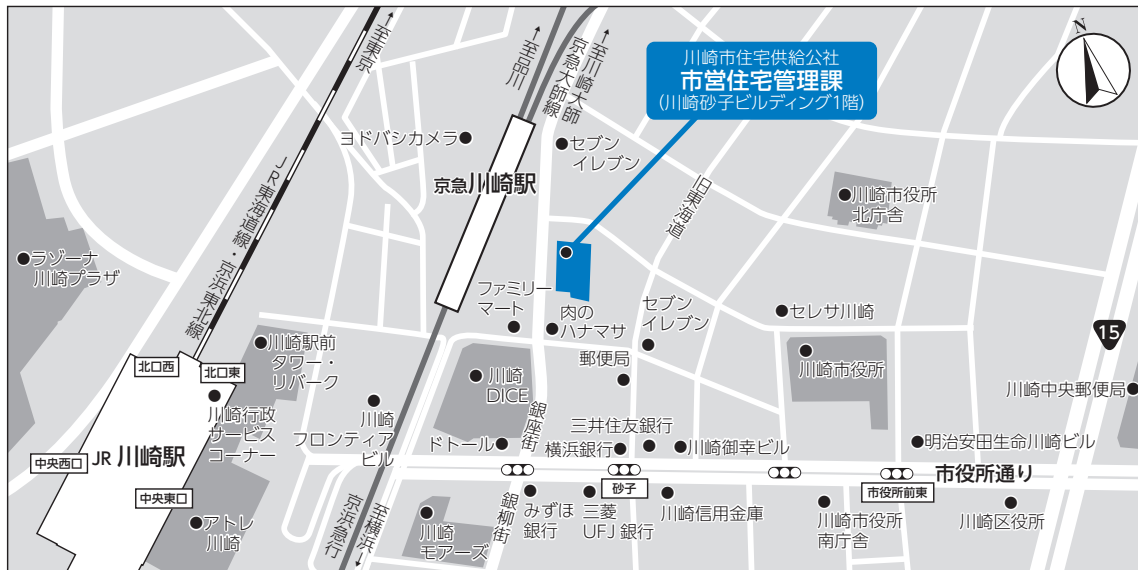 至東京
JR東海道線・京浜東北線
至品川
至川崎大師
京急大師線
川崎市住宅供給公社
市営住宅管理課
(川崎砂子ビルディング1階)
N
ヨドバシカメラ
京急 川崎駅
セブン
イレブン
旧東海道
川崎市役所
北庁舎
ラゾーナ
川崎プラザ
ファミリー
マート
肉の
ハナマサ
セブン
イレブン
セレサ川崎
15
北口西
北口東
川崎駅前
タワー・
リバーク
郵便局
川崎市役所
川崎中央郵便局
川崎
DICE
川崎行政
サービス
コーナー
川崎
フロンティア
ビル
銀座街
ドトール
三井住友銀行
横浜銀行
川崎御幸ビル
明治安田生命川崎ビル
中央西口
JR 川崎駅
中央東口
市役所通り
砂子
市役所前東
アトレ
川崎
京浜急行
至横浜
川崎
モアーズ
銀柳街
みずほ
銀行
三菱
UFJ 銀行
川崎信用金庫
川崎市役所
南庁舎
川崎区役所